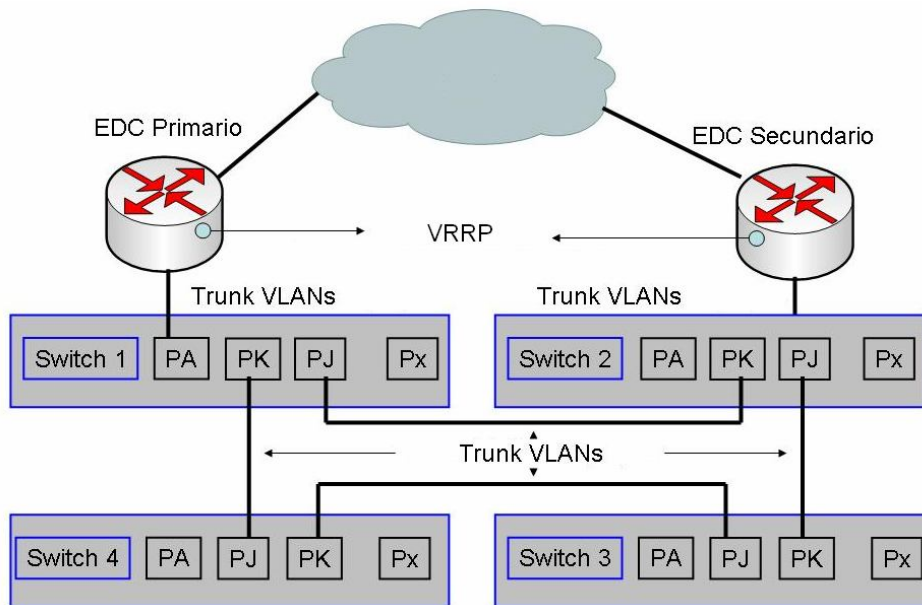 EDC Primario
EDC Secundario
VRRP
Trunk VLANs
Trunk VLANs
Switch 1 PA PK PJ Px
Switch 2 PA PK PJ Px
Trunk VLANs
Switch 4 PA PJ PK Px
Switch 3 PA PJ PK Px